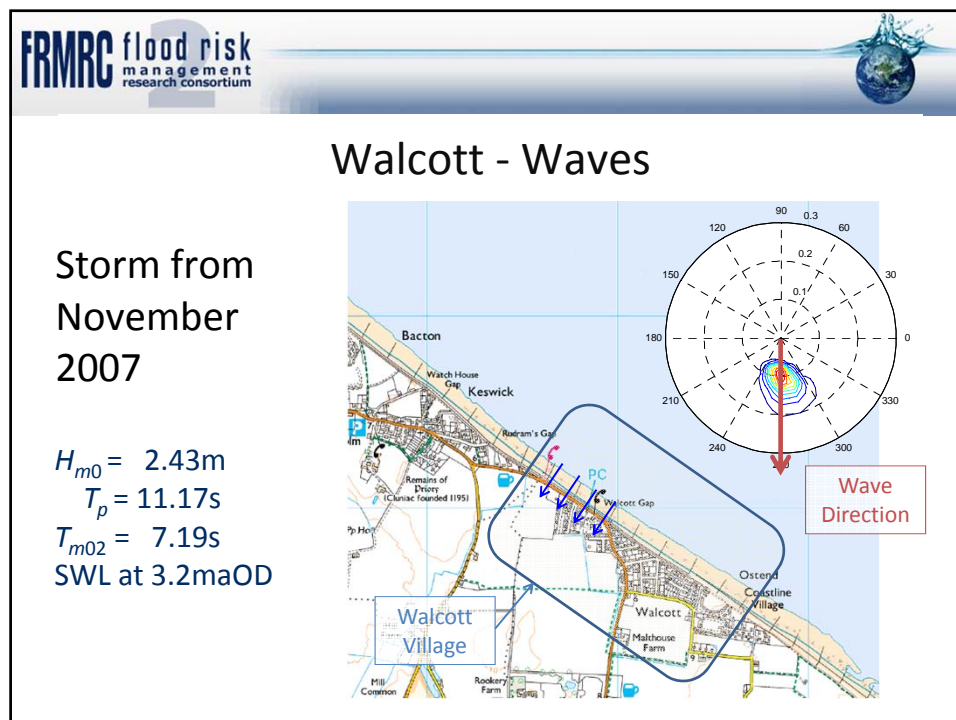 FRMRC flood risk
management
research consortium
2
Walcott - Waves
Storm from
November
2007
Hm0 = 2.43m
Tp = 11.17s
Tm02 = 7.19s
SWL at 3.2maOD
90
0.3
120
60
0.2
150
30
0.1
180
0
210
330
240
300
Wave
Direction
Bacton
Watch House
Gap
Keswick
Rudram's Gap
PC
Walcott Gap
Remains of
Priory
(Cluniac founded 1195)
Ostend
Coastline
Village
Walcott
Malthouse
Farm
Walcott
Village
Mill
Common
Rookery
Farm